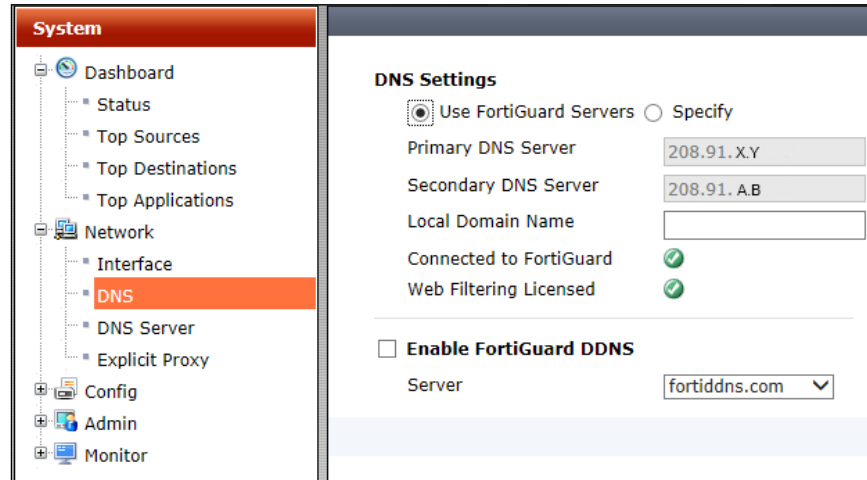 System
Dashboard
Status
Top Sources
Top Destinations
Top Applications
Network
Interface
DNS
DNS Server
Explicit Proxy
Config
Admin
Monitor
DNS Settings
Use FortiGuard Servers Specify
Primary DNS Server 208.91. X.Y
Secondary DNS Server 208.91. A.B
Local Domain Name
Connected to FortiGuard
Web Filtering Licensed
Enable FortiGuard DDNS
Server fortiddns.com